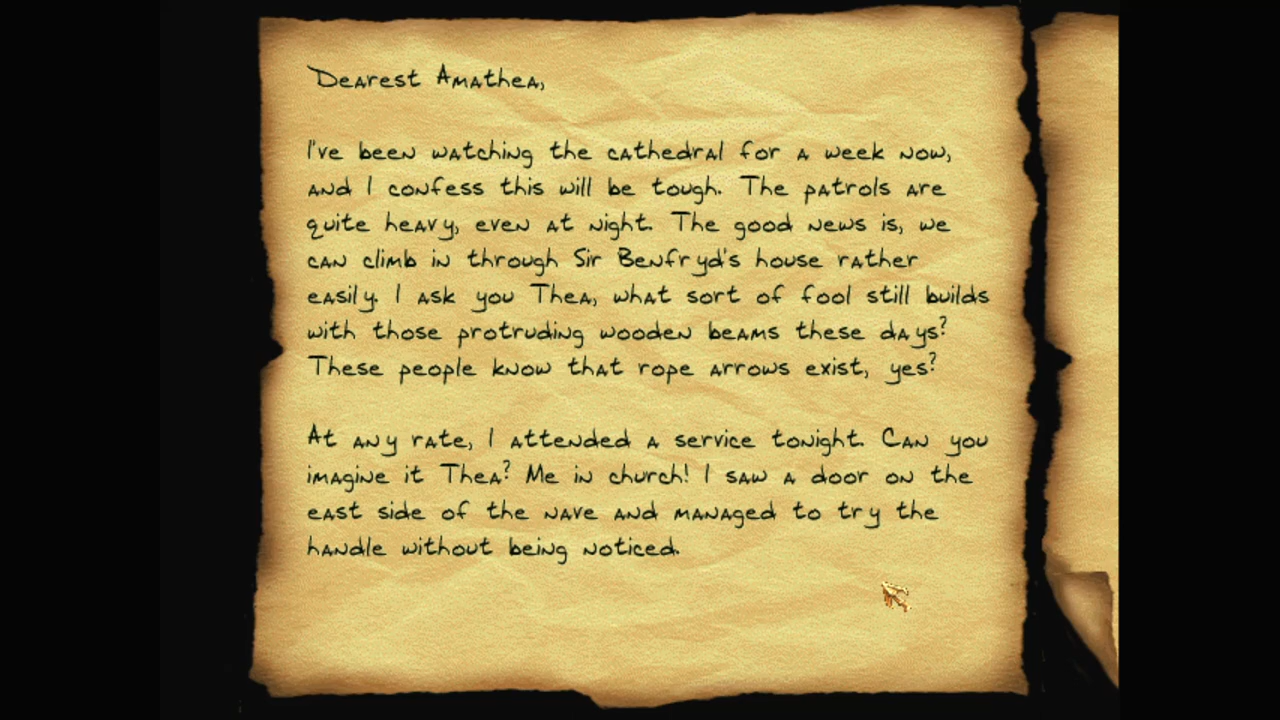 Dearest Amathea,
I've been watching the cathedral for a week now,
and I confess this will be tough. The patrols are
quite heavy, even at night. The good news is, we
can climb in through Sir Benfryd's house rather
easily. I ask you Thea, what sort of fool still builds
with those protruding wooden beams these days?
These people know that rope arrows exist, yes?
At any rate, I attended a service tonight. Can you
imagine it Thea? Me in church! I saw a door on the
east side of the nave and managed to try the
handle without being noticed.